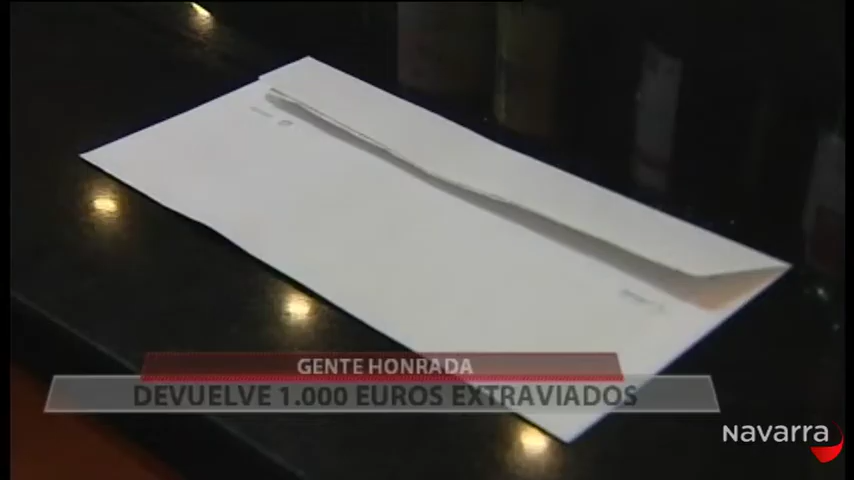 GENTE HONRADA
DEVUELVE 1.000 EUROS EXTRAVIADOS
NAVARRA